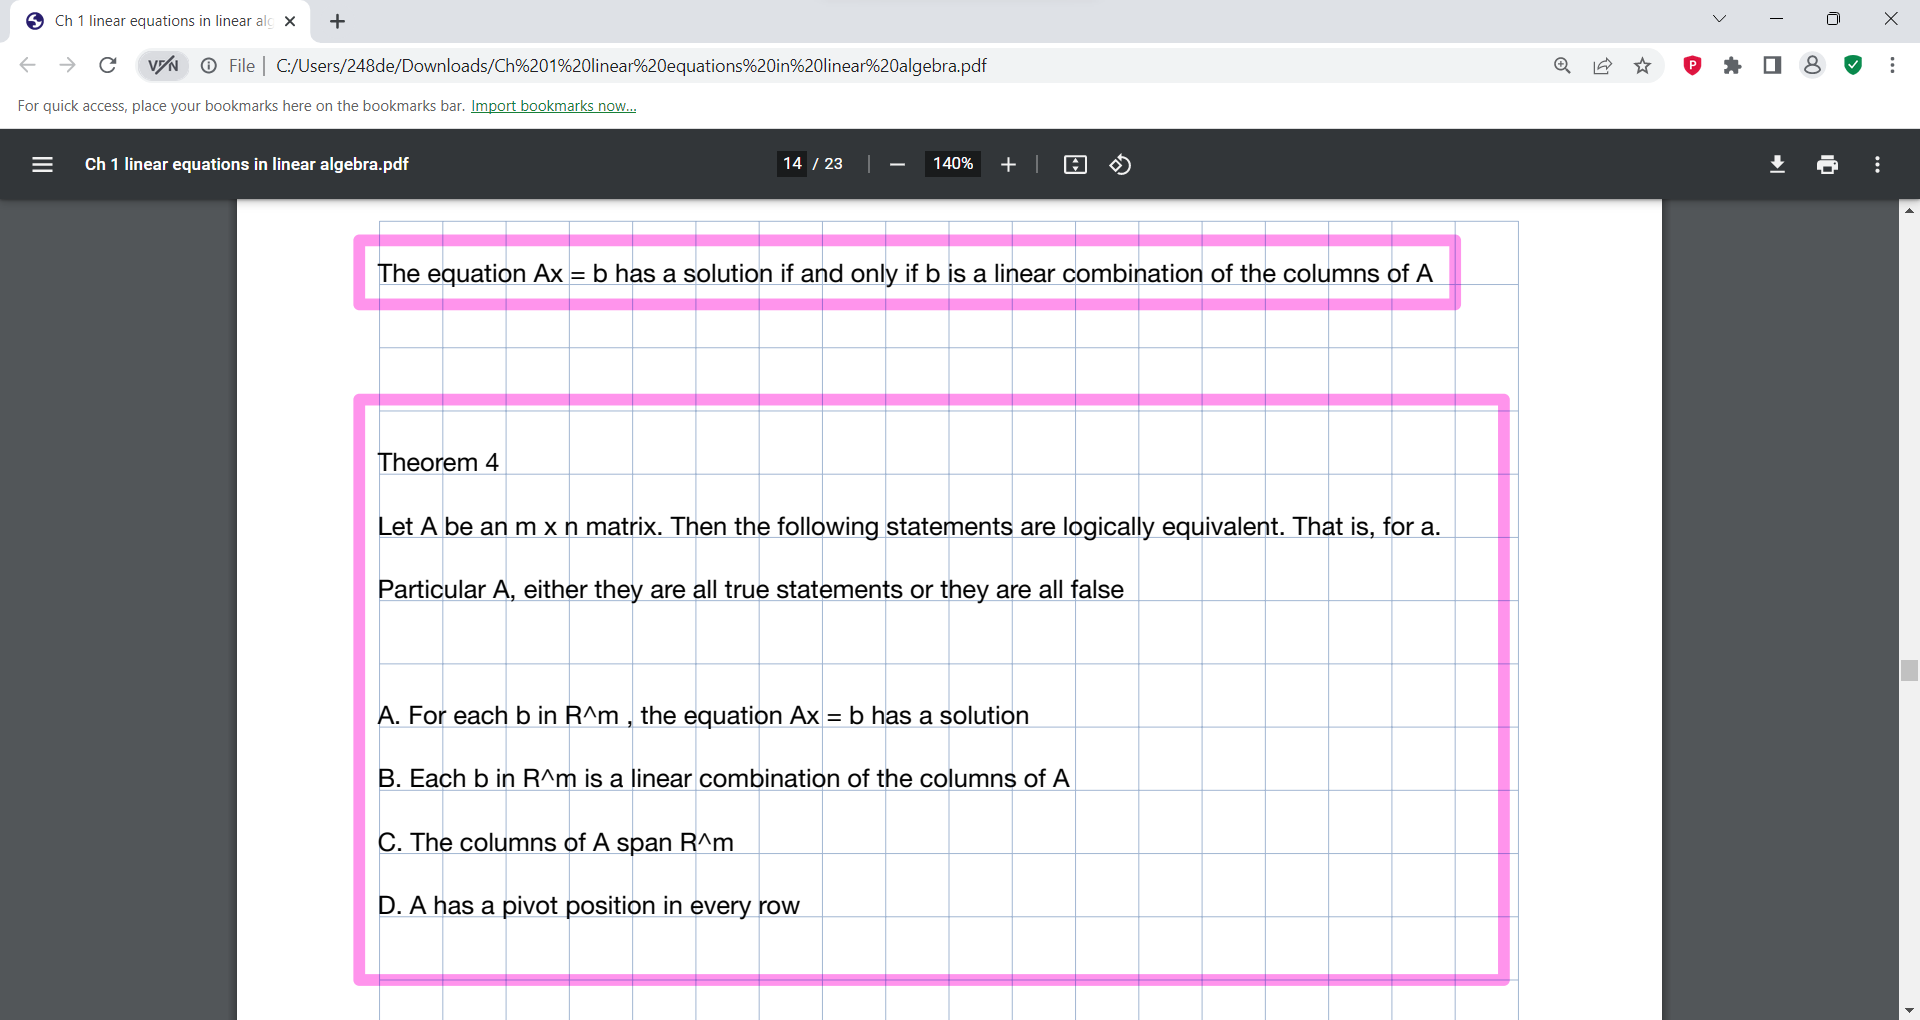 Ch 1 linear equations in linear alg
VPN File C:/Users/248de/Downloads/Ch%201%20linear%20equations%20in%20linear%20algebra.pdf
For quick access, place your bookmarks here on the bookmarks bar. Import bookmarks now...
Ch 1 linear equations in linear algebra.pdf 14 / 23 140%
The equation Ax = b has a solution if and only if b is a linear combination of the columns of A
Theorem 4
Let A be an m x n matrix. Then the following statements are logically equivalent. That is, for a.
Particular A, either they are all true statements or they are all false
A. For each b in R^m , the equation Ax = b has a solution
B. Each b in R^m is a linear combination of the columns of A
C. The columns of A span R^m
D. A has a pivot position in every row